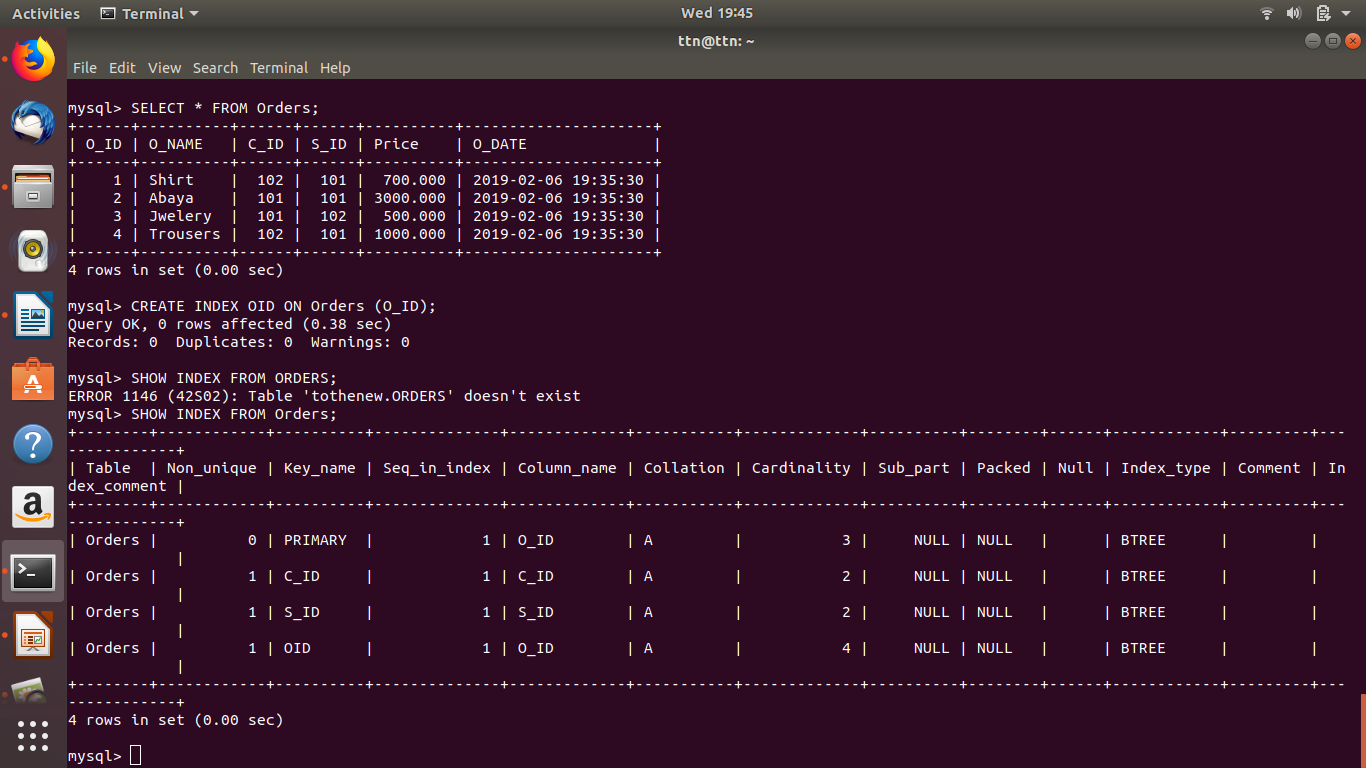 Activities Terminal Wed 19:45
ttn@ttn: ~
File Edit View Search Terminal Help
mysql> SELECT * FROM Orders;
+------+----------+------+------+----------+---------------------+
| O_ID | O_NAME   | C_ID | S_ID | Price    | O_DATE              |
+------+----------+------+------+----------+---------------------+
|    1 | Shirt    |  102 |  101 |  700.000 | 2019-02-06 19:35:30 |
|    2 | Abaya    |  101 |  101 | 3000.000 | 2019-02-06 19:35:30 |
|    3 | Jwelery  |  101 |  102 |  500.000 | 2019-02-06 19:35:30 |
|    4 | Trousers |  102 |  101 | 1000.000 | 2019-02-06 19:35:30 |
+------+----------+------+------+----------+---------------------+
4 rows in set (0.00 sec)
mysql> CREATE INDEX OID ON Orders (O_ID);
Query OK, 0 rows affected (0.38 sec)
Records: 0  Duplicates: 0  Warnings: 0
mysql> SHOW INDEX FROM ORDERS;
ERROR 1146 (42S02): Table 'tothenew.ORDERS' doesn't exist
mysql> SHOW INDEX FROM Orders;
+--------+------------+----------+--------------+-------------+-----------+-------------+----------+--------+------+------------+---------+---
------------+
| Table  | Non_unique | Key_name | Seq_in_index | Column_name | Collation | Cardinality | Sub_part | Packed | Null | Index_type | Comment | In
dex_comment |
+--------+------------+----------+--------------+-------------+-----------+-------------+----------+--------+------+------------+---------+---
------------+
| Orders |          0 | PRIMARY  |            1 | O_ID        | A         |           3 |     NULL | NULL   |      | BTREE      |         |
            |
| Orders |          1 | C_ID     |            1 | C_ID        | A         |           2 |     NULL | NULL   |      | BTREE      |         |
            |
| Orders |          1 | S_ID     |            1 | S_ID        | A         |           2 |     NULL | NULL   |      | BTREE      |         |
            |
| Orders |          1 | OID      |            1 | O_ID        | A         |           4 |     NULL | NULL   |      | BTREE      |         |
            |
+--------+------------+----------+--------------+-------------+-----------+-------------+----------+--------+------+------------+---------+---
------------+
4 rows in set (0.00 sec)
mysql>